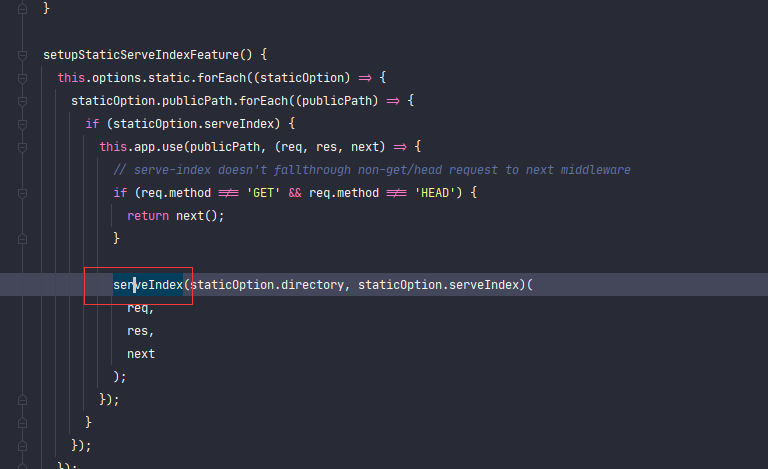 }
setupStaticServeIndexFeature() {
this.options.static.forEach((staticOption) => {
staticOption.publicPath.forEach((publicPath) => {
if (staticOption.serveIndex) {
this.app.use(publicPath, (req, res, next) => {
// serve-index doesn't fallthrough non-get/head request to next middleware
if (req.method !== 'GET' && req.method !== 'HEAD') {
return next();
}
serveIndex(staticOption.directory, staticOption.serveIndex)(
req,
res,
next
);
});
}
});
});